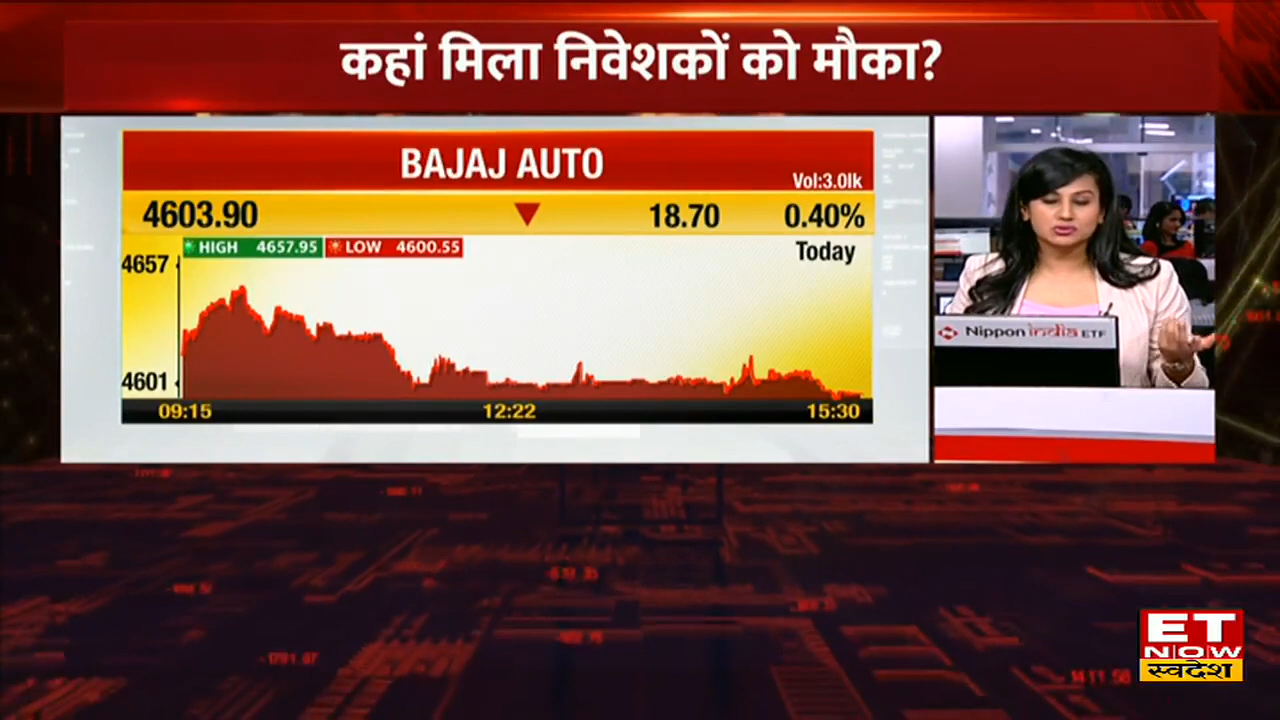 कहां मिला निवेशकों को मौका?
BAJAJ AUTO
Vol:3.0lk
4603.90 ▼ 18.70 0.40%
HIGH 4657.95 LOW 4600.55
Today
4657
4601
09:15 12:22 15:30
Nippon india ETF
ET
NOW
स्वदेश